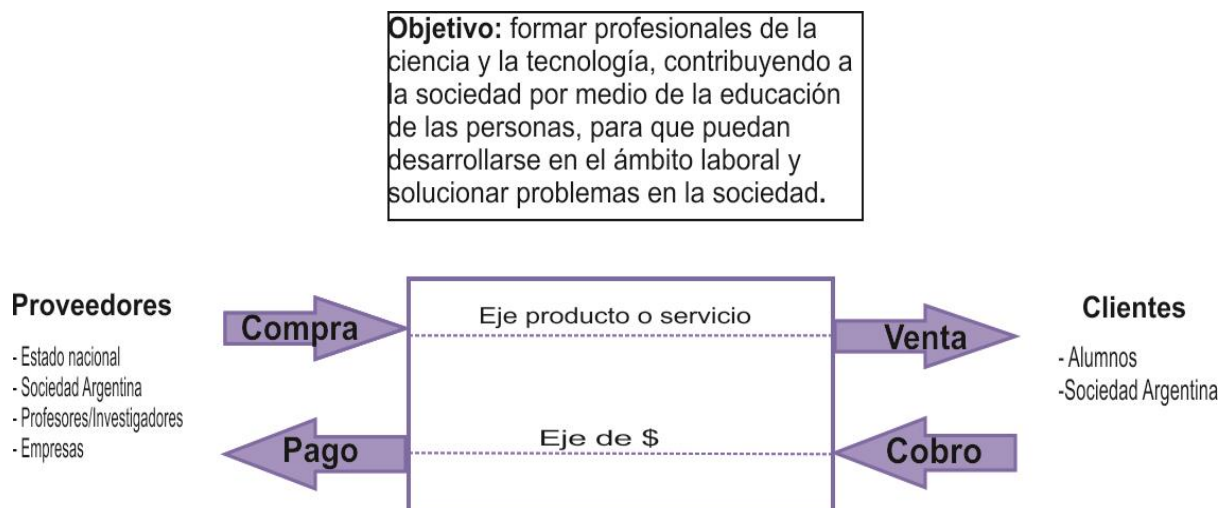 Objetivo: formar profesionales de la
ciencia y la tecnología, contribuyendo a
la sociedad por medio de la educación
de las personas, para que puedan
desarrollarse en el ámbito laboral y
solucionar problemas en la sociedad.
Proveedores
- Estado nacional
- Sociedad Argentina
- Profesores/Investigadores
- Empresas
Compra
Pago
Eje producto o servicio
Eje de $
Venta
Cobro
Clientes
- Alumnos
-Sociedad Argentina